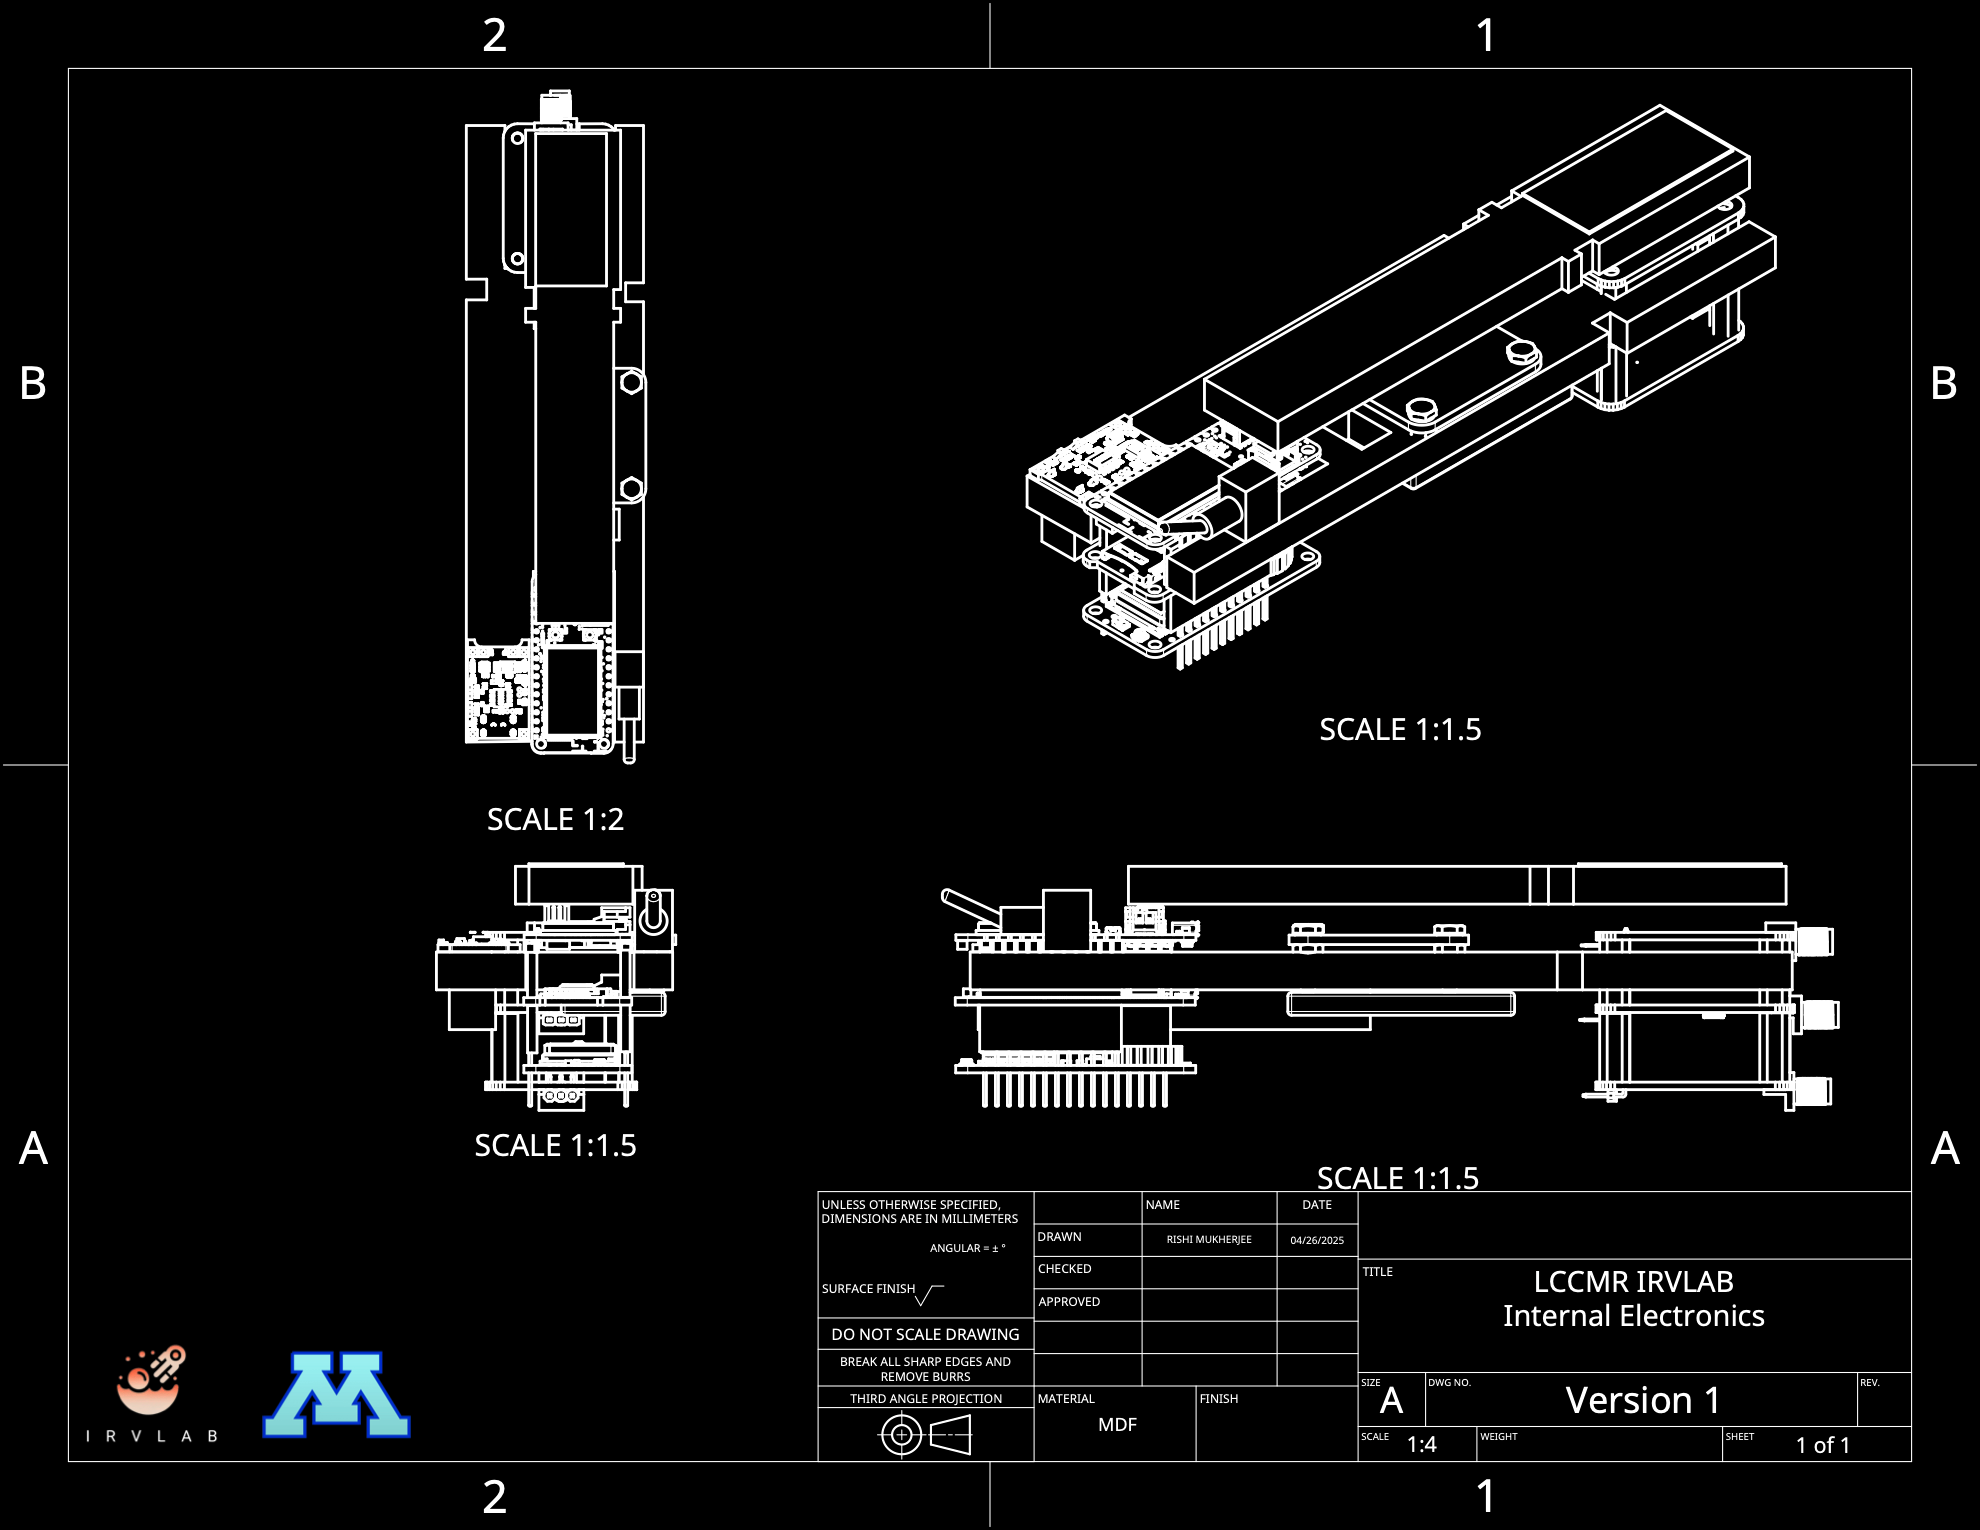 2
1
B
B
SCALE 1:1.5
SCALE 1:2
SCALE 1:1.5
A
A
SCALE 1:1.5
UNLESS OTHERWISE SPECIFIED,
DIMENSIONS ARE IN MILLIMETERS
ANGULAR = ± °
SURFACE FINISH
DO NOT SCALE DRAWING
BREAK ALL SHARP EDGES AND
REMOVE BURRS
THIRD ANGLE PROJECTION
NAME
DATE
DRAWN
RISHI MUKHERJEE
04/26/2025
CHECKED
APPROVED
MATERIAL
MDF
FINISH
TITLE
LCCMR IRVLAB
Internal Electronics
SIZE
A
DWG NO.
Version 1
REV.
SCALE
1:4
WEIGHT
SHEET
1 of 1
IRVLAB
M
2
1